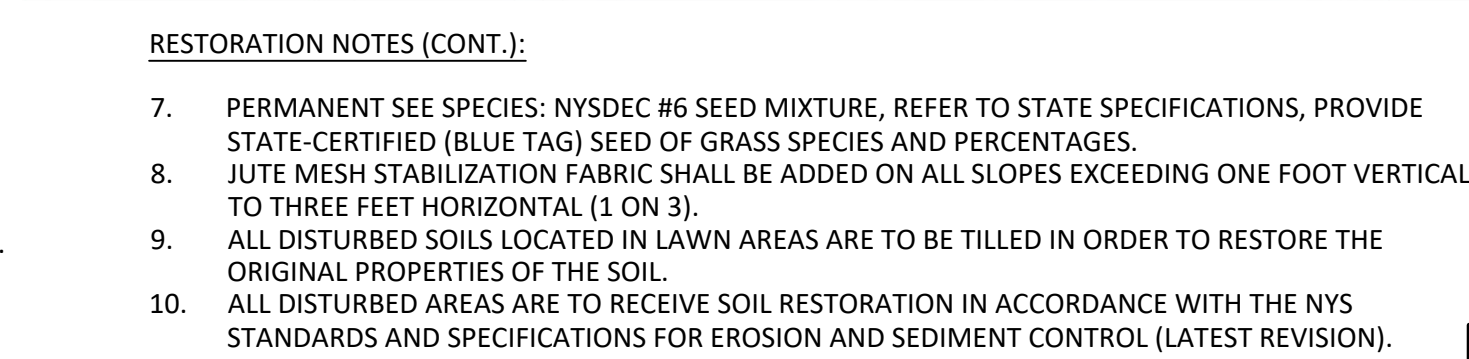 RESTORATION NOTES (CONT.):
7. PERMANENT SEE SPECIES: NYSDEC #6 SEED MIXTURE, REFER TO STATE SPECIFICATIONS, PROVIDE
STATE-CERTIFIED (BLUE TAG) SEED OF GRASS SPECIES AND PERCENTAGES.
8. JUTE MESH STABILIZATION FABRIC SHALL BE ADDED ON ALL SLOPES EXCEEDING ONE FOOT VERTICAL
TO THREE FEET HORIZONTAL (1 ON 3).
9. ALL DISTURBED SOILS LOCATED IN LAWN AREAS ARE TO BE TILLED IN ORDER TO RESTORE THE
ORIGINAL PROPERTIES OF THE SOIL.
10. ALL DISTURBED AREAS ARE TO RECEIVE SOIL RESTORATION IN ACCORDANCE WITH THE NYS
STANDARDS AND SPECIFICATIONS FOR EROSION AND SEDIMENT CONTROL (LATEST REVISION).